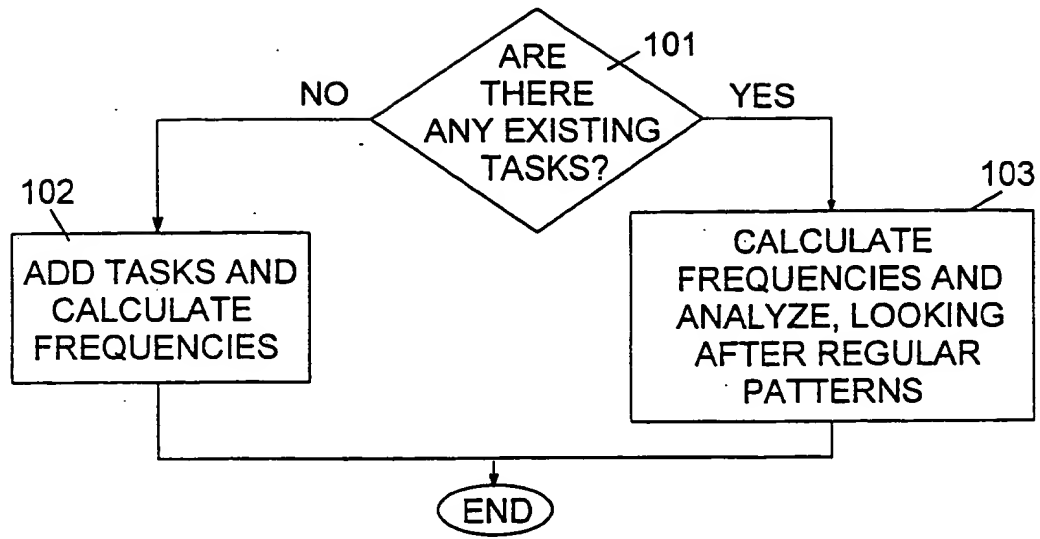 101
ARE
THERE
ANY EXISTING
TASKS?
NO
YES
102
ADD TASKS AND
CALCULATE
FREQUENCIES
103
CALCULATE
FREQUENCIES AND
ANALYZE, LOOKING
AFTER REGULAR
PATTERNS
END